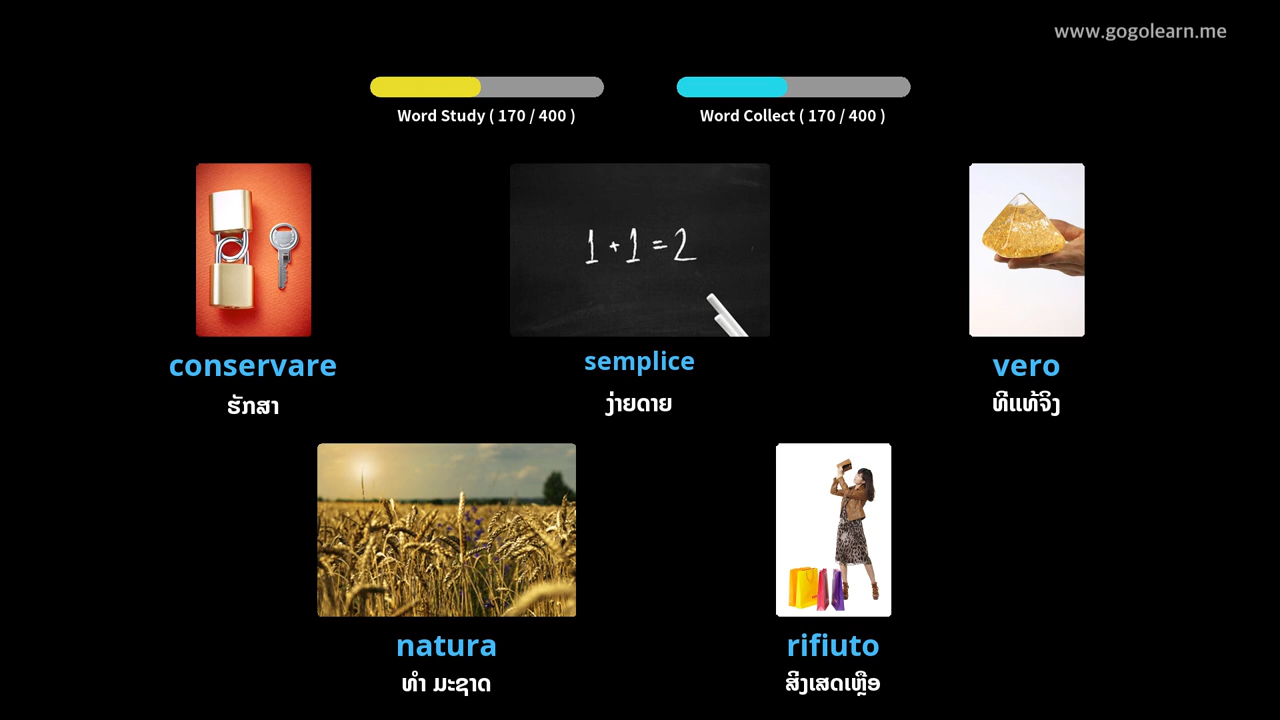 www.gogolearn.me
Word Study ( 170 / 400 )
Word Collect ( 170 / 400 )
1 + 1 = 2
conservare
ຮັກສາ
semplice
ງ່າຍດາຍ
vero
ທີແທ້ຈິງ
natura
ທຳ ມະຊາດ
rifiuto
ສິ່ງເສດເຫຼືອ